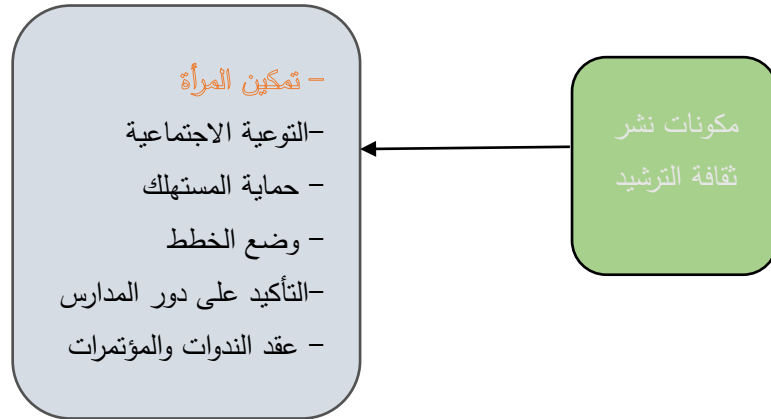 مكونات نشر
ثقافة الترشيد
– تمكين المرأة
–التوعية الاجتماعية
– حماية المستهلك
– وضع الخطط
–التأكيد على دور المدارس
– عقد الندوات والمؤتمرات